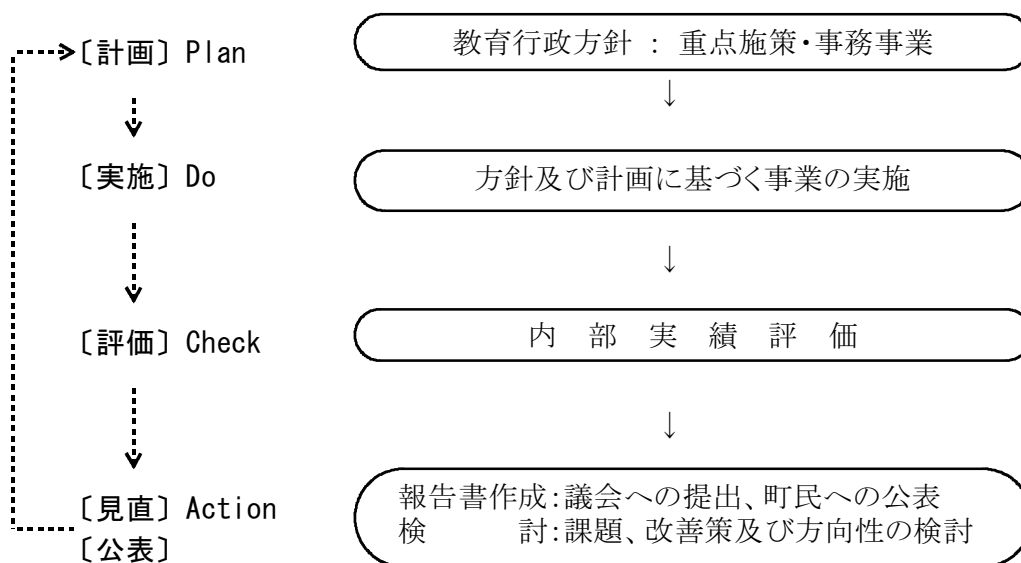 〔計画〕Plan
教育行政方針 : 重点施策・事務事業
↓
〔実施〕Do
方針及び計画に基づく事業の実施
↓
〔評価〕Check
内 部 実 績 評 価
↓
〔見直〕Action
〔公表〕
報告書作成:議会への提出、町民への公表
検 討:課題、改善策及び方向性の検討